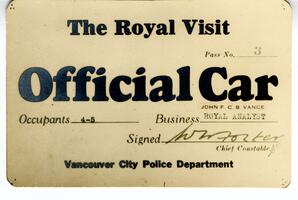 The Royal Visit
Pass No. 3
Official Car
JOHN F. C. B. VANCE
Occupants 4-5 Business ROYAL ANALYST
Signed W W Foster
Chief Constable
Vancouver City Police Department